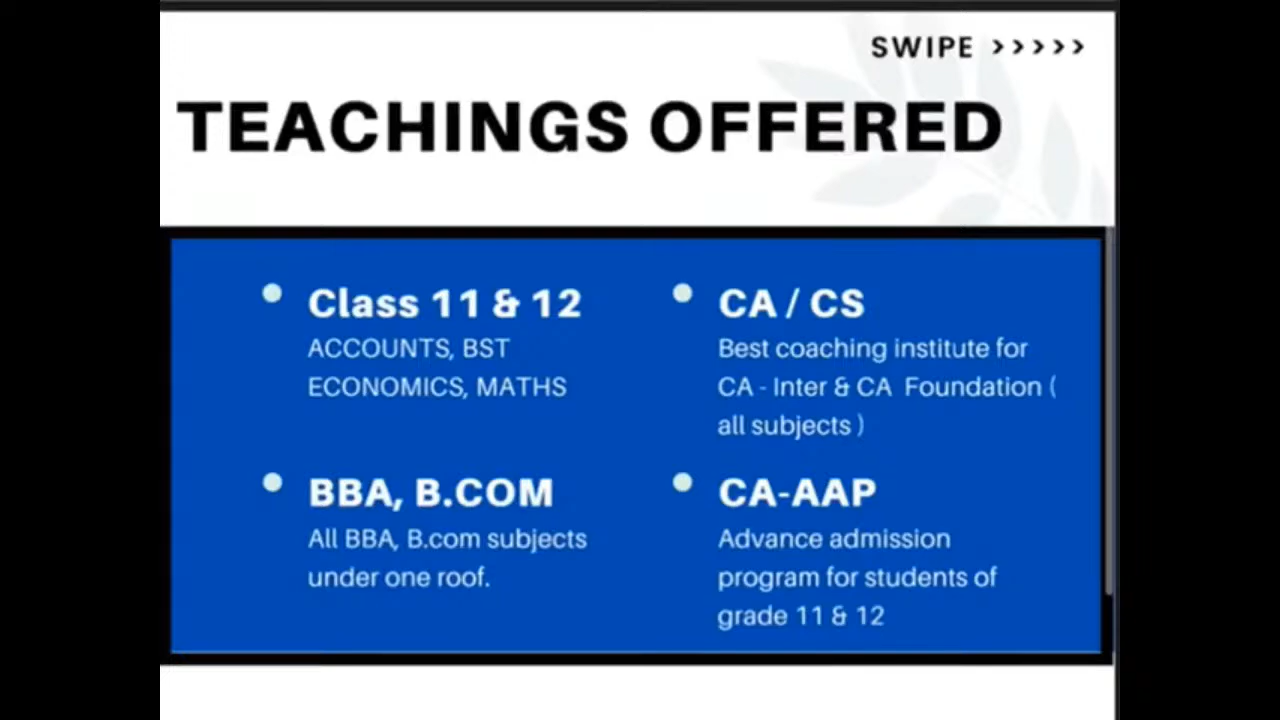 SWIPE >>>>>
TEACHINGS OFFERED
Class 11 & 12
ACCOUNTS, BST
ECONOMICS, MATHS
CA / CS
Best coaching institute for
CA - Inter & CA  Foundation (
all subjects )
BBA, B.COM
All BBA, B.com subjects
under one roof.
CA-AAP
Advance admission
program for students of
grade 11 & 12